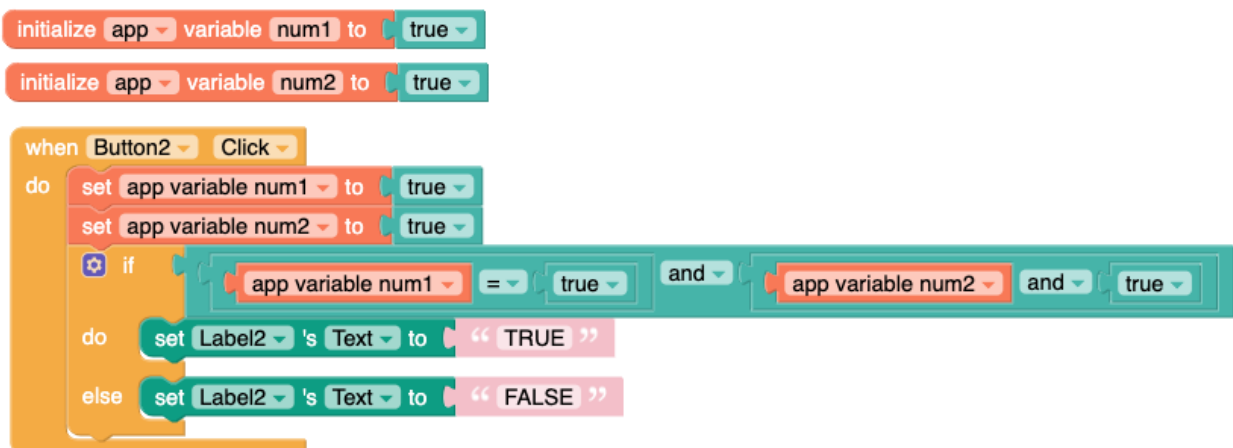 initialize app variable num1 to true
initialize app variable num2 to true
when Button2 Click
do set app variable num1 to true
set app variable num2 to true
if app variable num1 = true and app variable num2 and true
do set Label2 's Text to “ TRUE ”
else set Label2 's Text to “ FALSE ”